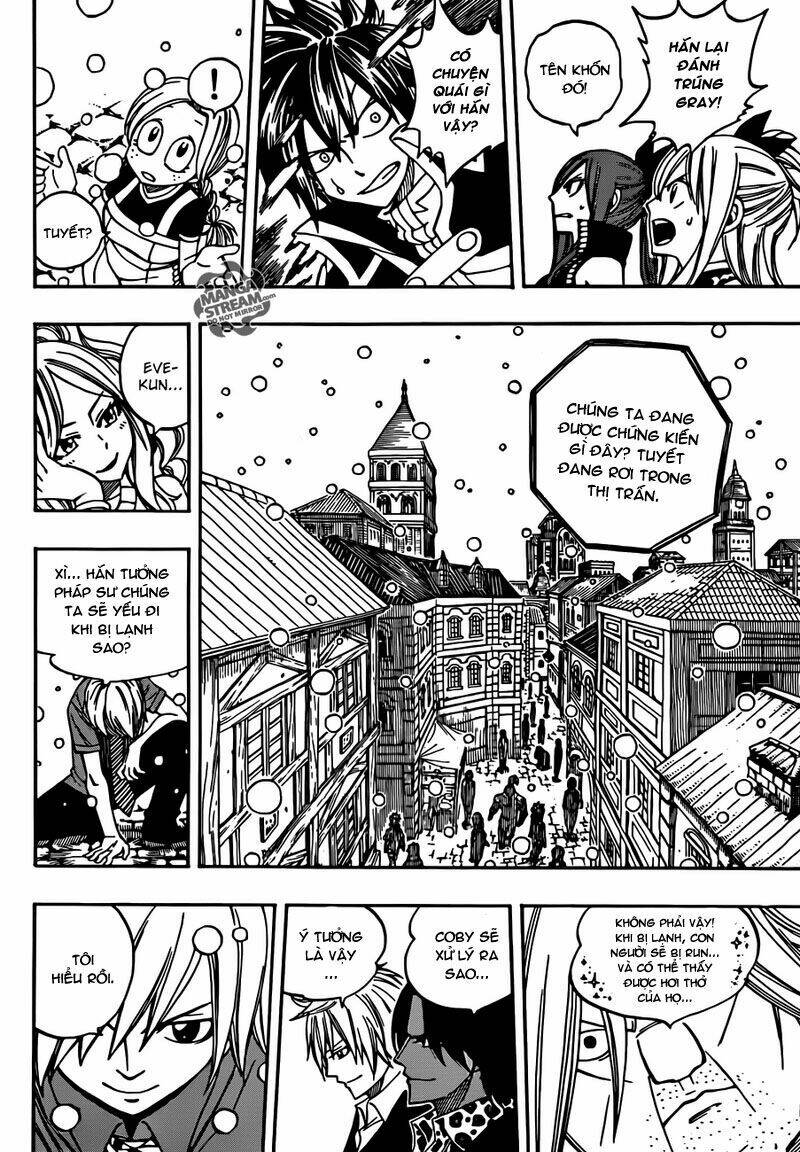 HẮN LẠI
ĐÁNH
TRÚNG
GRAY!
TÊN KHỐN
ĐÓ!
CÓ
CHUYỆN
QUÁI GÌ
VỚI HẮN
VẬY?
!
TUYẾT?
MANGA
STREAM.com
DO NOT MIRROR
CHÚNG TA ĐANG
ĐƯỢC CHỨNG KIẾN
GÌ ĐÂY? TUYẾT
ĐANG RƠI TRONG
THỊ TRẤN.
EVE-
KUN...
XÌ... HẮN TƯỞNG
PHÁP SƯ CHÚNG
TA SẼ YẾU ĐI
KHI BỊ LẠNH
SAO?
KHÔNG PHẢI VẬY!
KHI BỊ LẠNH, CON
NGƯỜI SẼ BỊ RUN...
VÀ CÓ THỂ THẤY
ĐƯỢC HƠI THỞ
CỦA HỌ...
COBY SẼ
XỬ LÝ RA
SAO...
Ý TƯỞNG
LÀ VẬY
...
TÔI
HIỂU RỒI.